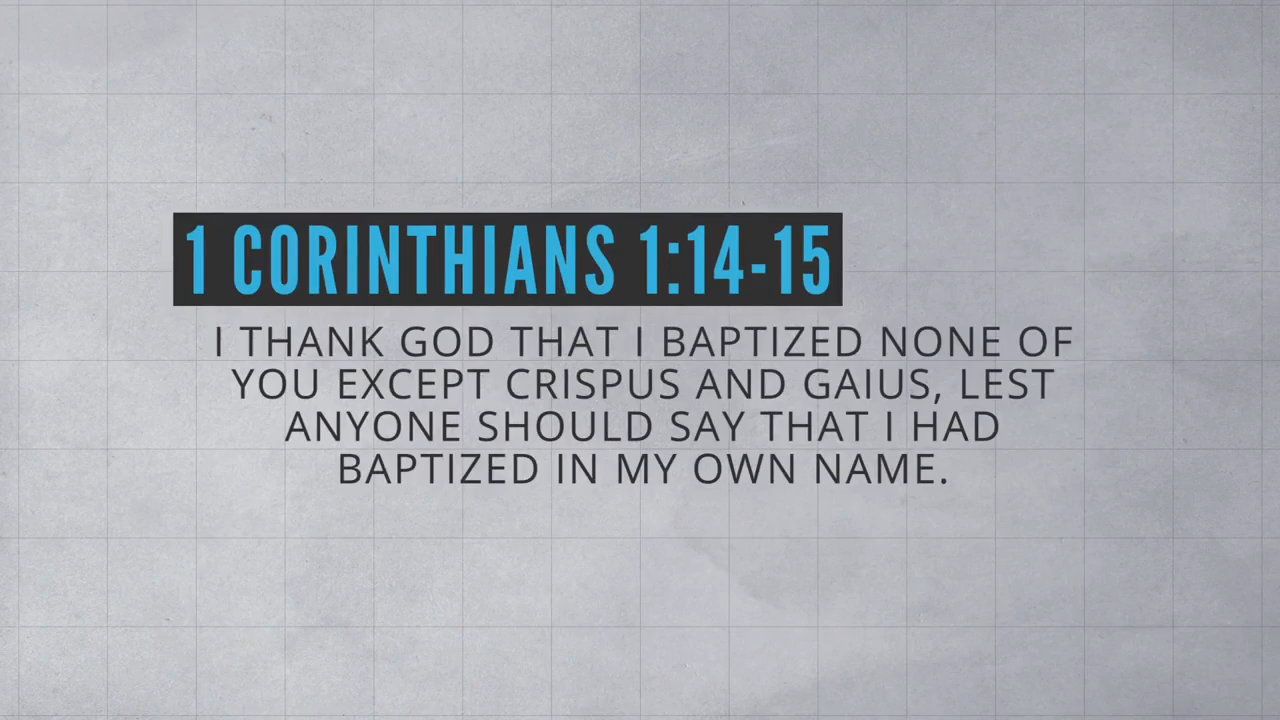 1 CORINTHIANS 1:14-15
I THANK GOD THAT I BAPTIZED NONE OF
YOU EXCEPT CRISPUS AND GAIUS, LEST
ANYONE SHOULD SAY THAT I HAD
BAPTIZED IN MY OWN NAME.